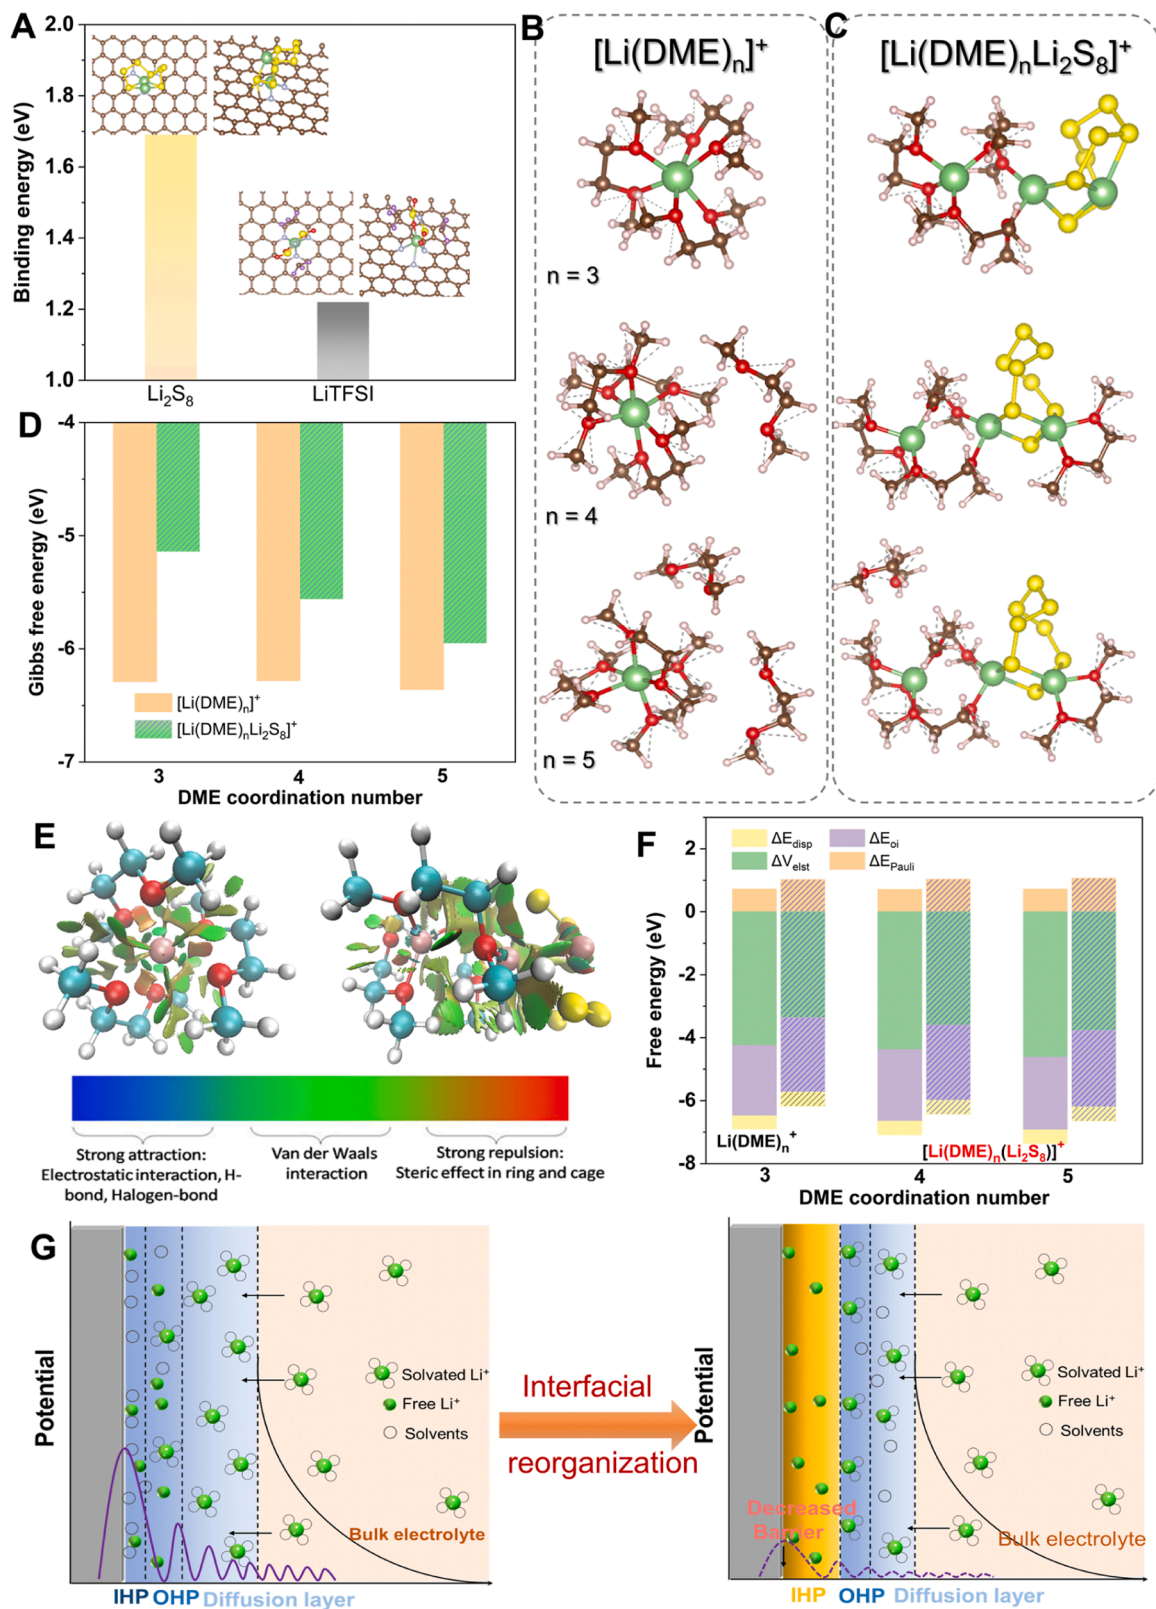 A
Binding energy (eV)
2.0
1.8
1.6
1.4
1.2
1.0
Li₂S₈
LiTFSI
B
[Li(DME)ₙ]⁺
n = 3
n = 4
n = 5
C
[Li(DME)ₙLi₂S₈]⁺
D
Gibbs free energy (eV)
-4
-5
-6
-7
[Li(DME)ₙ]⁺
[Li(DME)ₙLi₂S₈]⁺
3
4
5
DME coordination number
E
Strong attraction:
Electrostatic interaction, H-
bond, Halogen-bond
Van der Waals
interaction
Strong repulsion:
Steric effect in ring and cage
F
Free energy (eV)
2
0
-2
-4
-6
-8
ΔE_disp
ΔE_oi
ΔV_elst
ΔE_Pauli
Li(DME)ₙ⁺
[Li(DME)ₙ(Li₂S₈)]⁺
3
4
5
DME coordination number
G
Potential
Solvated Li⁺
Free Li⁺
Solvents
Bulk electrolyte
IHP
OHP
Diffusion layer
Interfacial
reorganization
Potential
Solvated Li⁺
Free Li⁺
Solvents
Decreased
Barrier
Bulk electrolyte
IHP
OHP
Diffusion layer